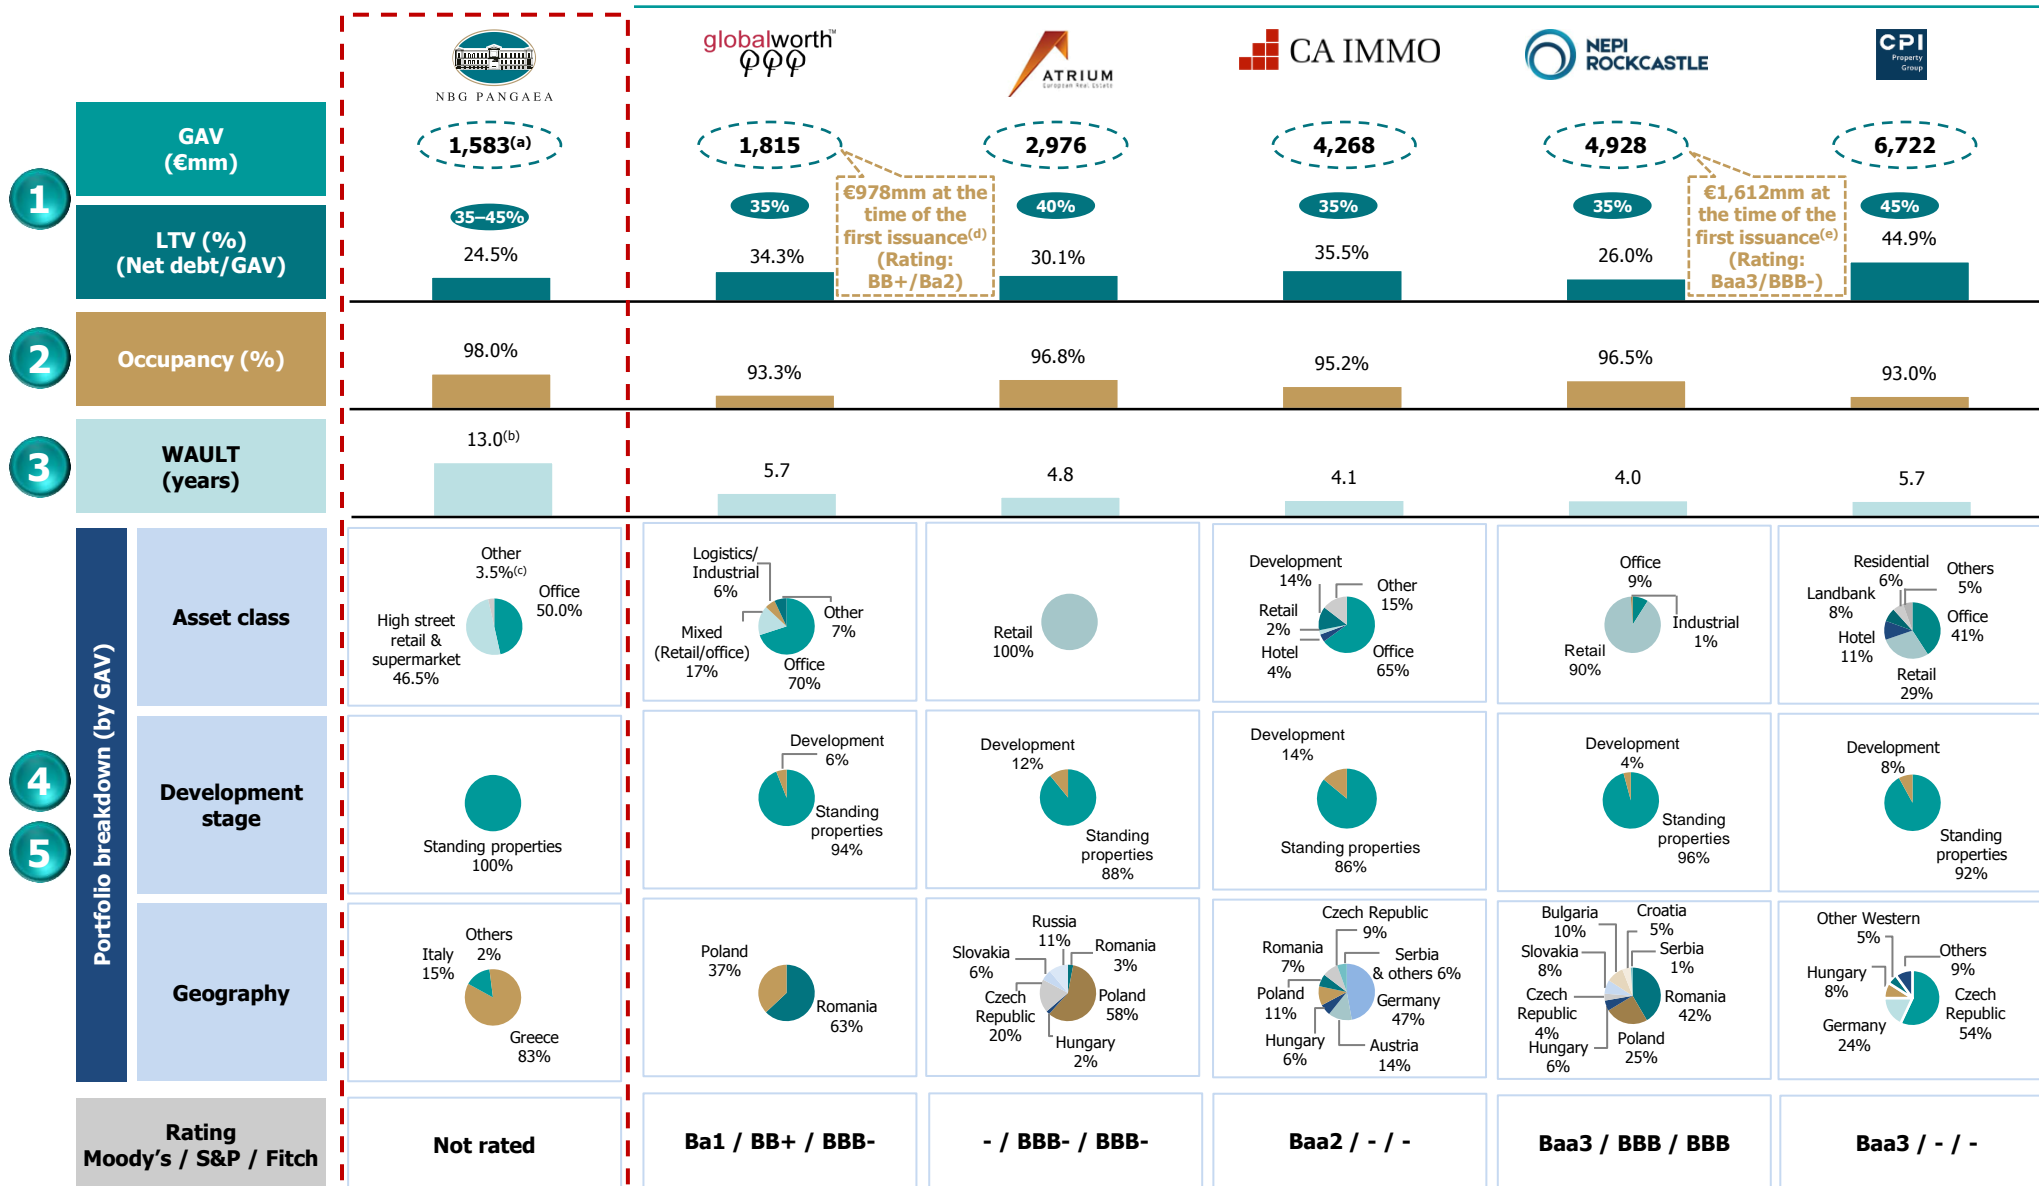 NBG PANGAEA
globalworth™
ATRIUM
European Real Estate
CA IMMO
NEPI
ROCKCASTLE
CPI
Property
Group
1
GAV
(€mm)
1,583(a)
1,815
2,976
4,268
4,928
6,722
LTV (%)
(Net debt/GAV)
35–45%
35%
40%
35%
35%
45%
24.5%
34.3%
30.1%
35.5%
26.0%
44.9%
€978mm at the
time of the
first issuance(d)
(Rating:
BB+/Ba2)
€1,612mm at
the time of the
first issuance(e)
(Rating:
Baa3/BBB-)
2
Occupancy (%)
98.0%
93.3%
96.8%
95.2%
96.5%
93.0%
3
WAULT
(years)
13.0(b)
5.7
4.8
4.1
4.0
5.7
4
5
Portfolio breakdown (by GAV)
Asset class
Other
3.5%(c)
Office
50.0%
High street
retail &
supermarket
46.5%
Logistics/
Industrial
6%
Other
7%
Mixed
(Retail/office)
17%
Office
70%
Retail
100%
Development
14%
Other
15%
Retail
2%
Hotel
4%
Office
65%
Office
9%
Industrial
1%
Retail
90%
Residential
6%
Others
5%
Landbank
8%
Office
41%
Hotel
11%
Retail
29%
Development
stage
Standing properties
100%
Development
6%
Standing
properties
94%
Development
12%
Standing
properties
88%
Development
14%
Standing properties
86%
Development
4%
Standing
properties
96%
Development
8%
Standing
properties
92%
Geography
Others
2%
Italy
15%
Greece
83%
Poland
37%
Romania
63%
Russia
11%
Romania
3%
Slovakia
6%
Czech
Republic
20%
Poland
58%
Hungary
2%
Czech Republic
9%
Romania
7%
Serbia
& others 6%
Poland
11%
Germany
47%
Hungary
6%
Austria
14%
Bulgaria
10%
Croatia
5%
Slovakia
8%
Serbia
1%
Czech
Republic
4%
Romania
42%
Hungary
6%
Poland
25%
Other Western
5%
Others
9%
Hungary
8%
Czech
Republic
54%
Germany
24%
Rating
Moody's / S&P / Fitch
Not rated
Ba1 / BB+ / BBB-
- / BBB- / BBB-
Baa2 / - / -
Baa3 / BBB / BBB
Baa3 / - / -